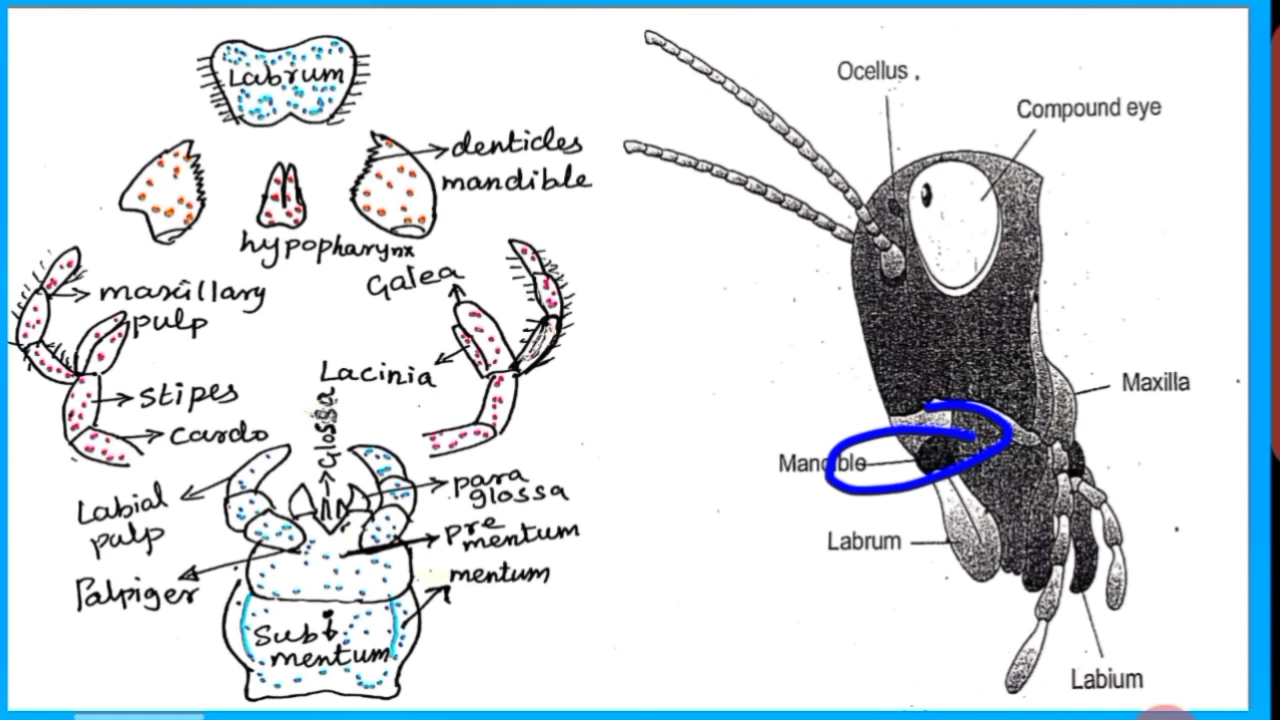 Labrum
denticles
mandible
hypopharynx
maxillary
pulp
Galea
Lacinia
stipes
cardo
Glossa
Labial
pulp
para
glossa
Pre
mentum
mentum
Palpiger
Sub
mentum
Ocellus .
Compound eye
Maxilla
Mandible
Labrum
Labium